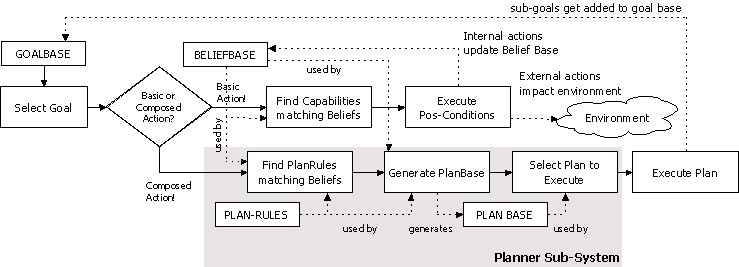 sub-goals get added to goal base
GOALBASE
BELIEFBASE
Internal actions
update Belief Base
used by
External actions
impact environment
Select Goal
Basic or
Composed
Action?
Basic
Action!
Find Capabilities
matching Beliefs
Execute
Pos-Conditions
Environment
used by
Composed
Action!
Find PlanRules
matching Beliefs
Generate PlanBase
Select Plan to
Execute
Execute Plan
PLAN-RULES
used by
generates
PLAN BASE
used by
Planner Sub-System